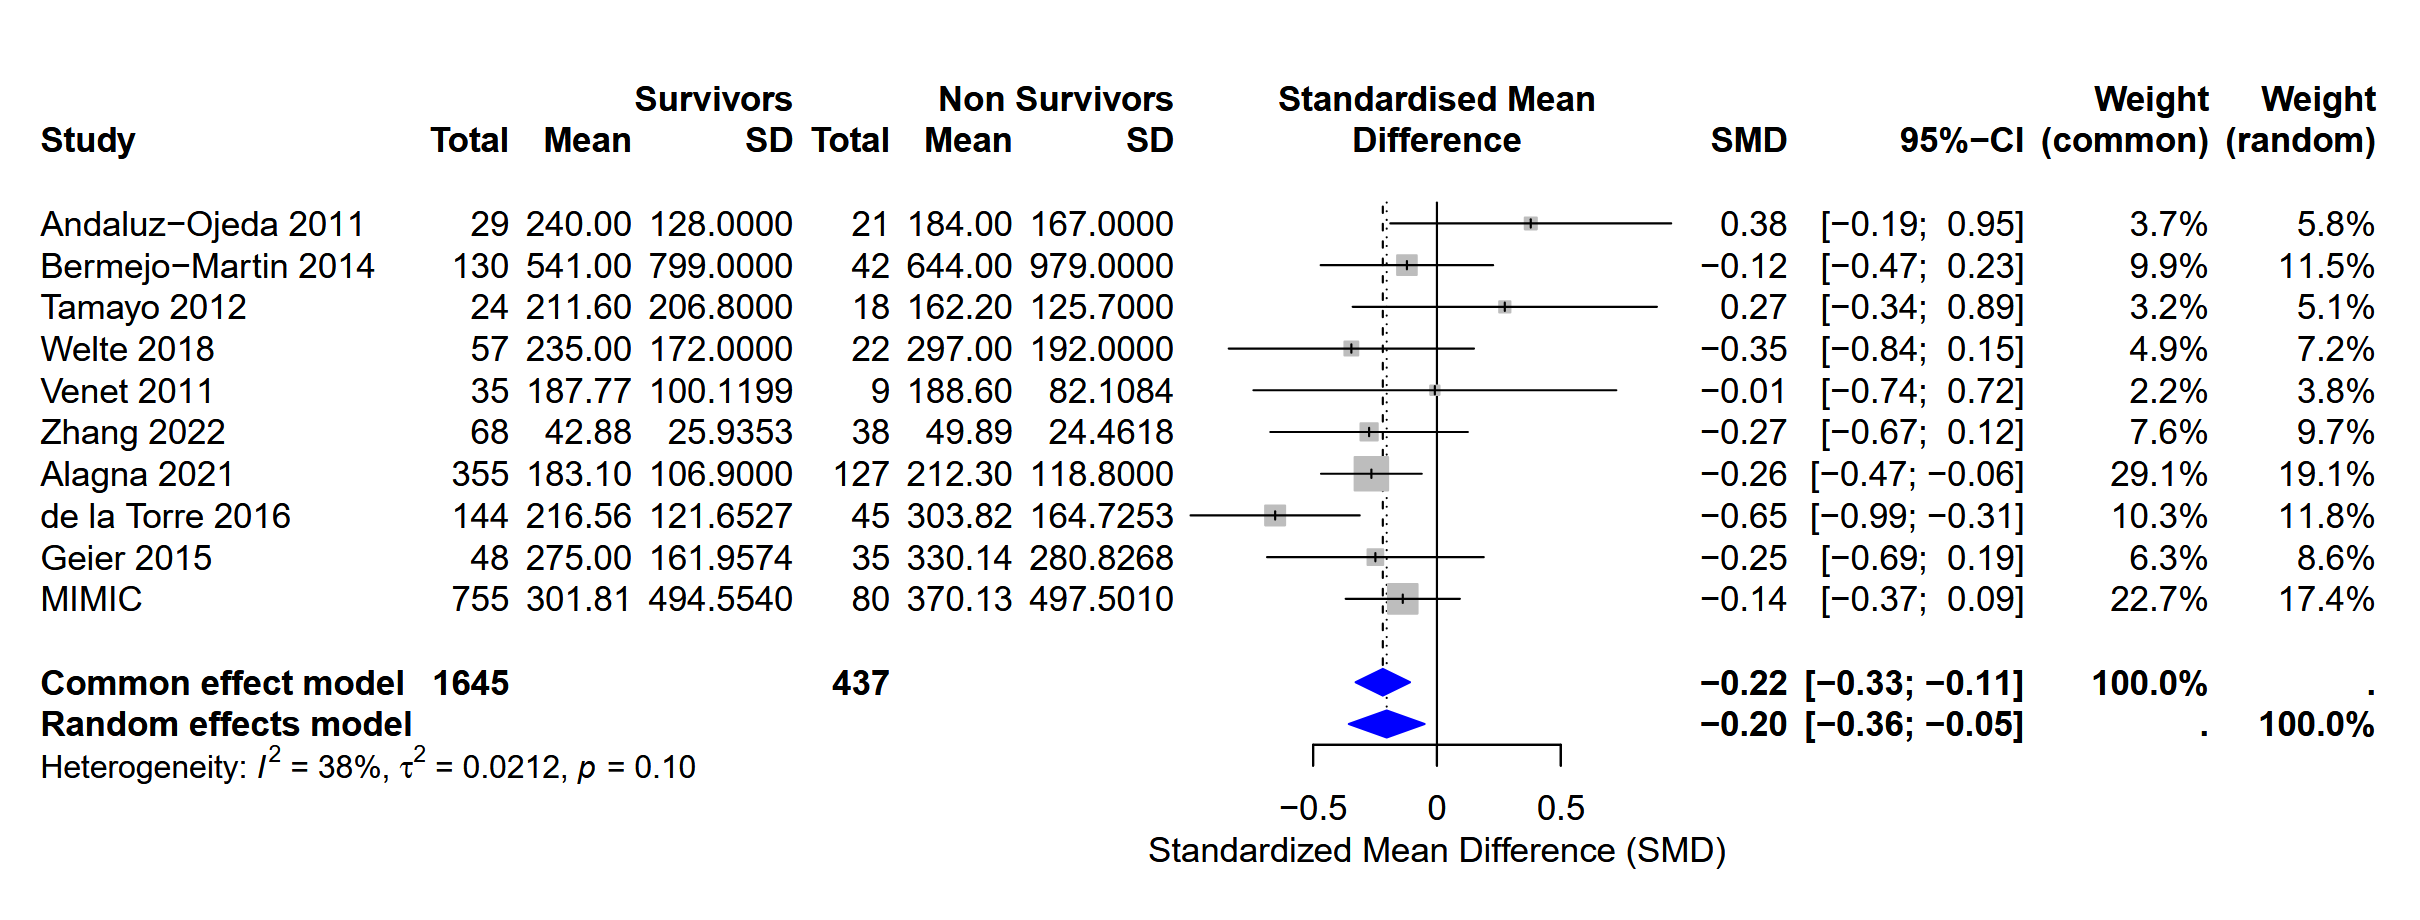 Survivors Non Survivors Standardised Mean Weight Weight
Study Total Mean SD Total Mean SD Difference SMD 95%−CI (common) (random)
Andaluz−Ojeda 2011 29 240.00 128.0000 21 184.00 167.0000 0.38 [−0.19; 0.95] 3.7% 5.8%
Bermejo−Martin 2014 130 541.00 799.0000 42 644.00 979.0000 −0.12 [−0.47; 0.23] 9.9% 11.5%
Tamayo 2012 24 211.60 206.8000 18 162.20 125.7000 0.27 [−0.34; 0.89] 3.2% 5.1%
Welte 2018 57 235.00 172.0000 22 297.00 192.0000 −0.35 [−0.84; 0.15] 4.9% 7.2%
Venet 2011 35 187.77 100.1199 9 188.60 82.1084 −0.01 [−0.74; 0.72] 2.2% 3.8%
Zhang 2022 68 42.88 25.9353 38 49.89 24.4618 −0.27 [−0.67; 0.12] 7.6% 9.7%
Alagna 2021 355 183.10 106.9000 127 212.30 118.8000 −0.26 [−0.47; −0.06] 29.1% 19.1%
de la Torre 2016 144 216.56 121.6527 45 303.82 164.7253 −0.65 [−0.99; −0.31] 10.3% 11.8%
Geier 2015 48 275.00 161.9574 35 330.14 280.8268 −0.25 [−0.69; 0.19] 6.3% 8.6%
MIMIC 755 301.81 494.5540 80 370.13 497.5010 −0.14 [−0.37; 0.09] 22.7% 17.4%
Common effect model 1645 437 −0.22 [−0.33; −0.11] 100.0% .
Random effects model −0.20 [−0.36; −0.05] . 100.0%
Heterogeneity: I² = 38%, τ² = 0.0212, p = 0.10
−0.5 0 0.5
Standardized Mean Difference (SMD)